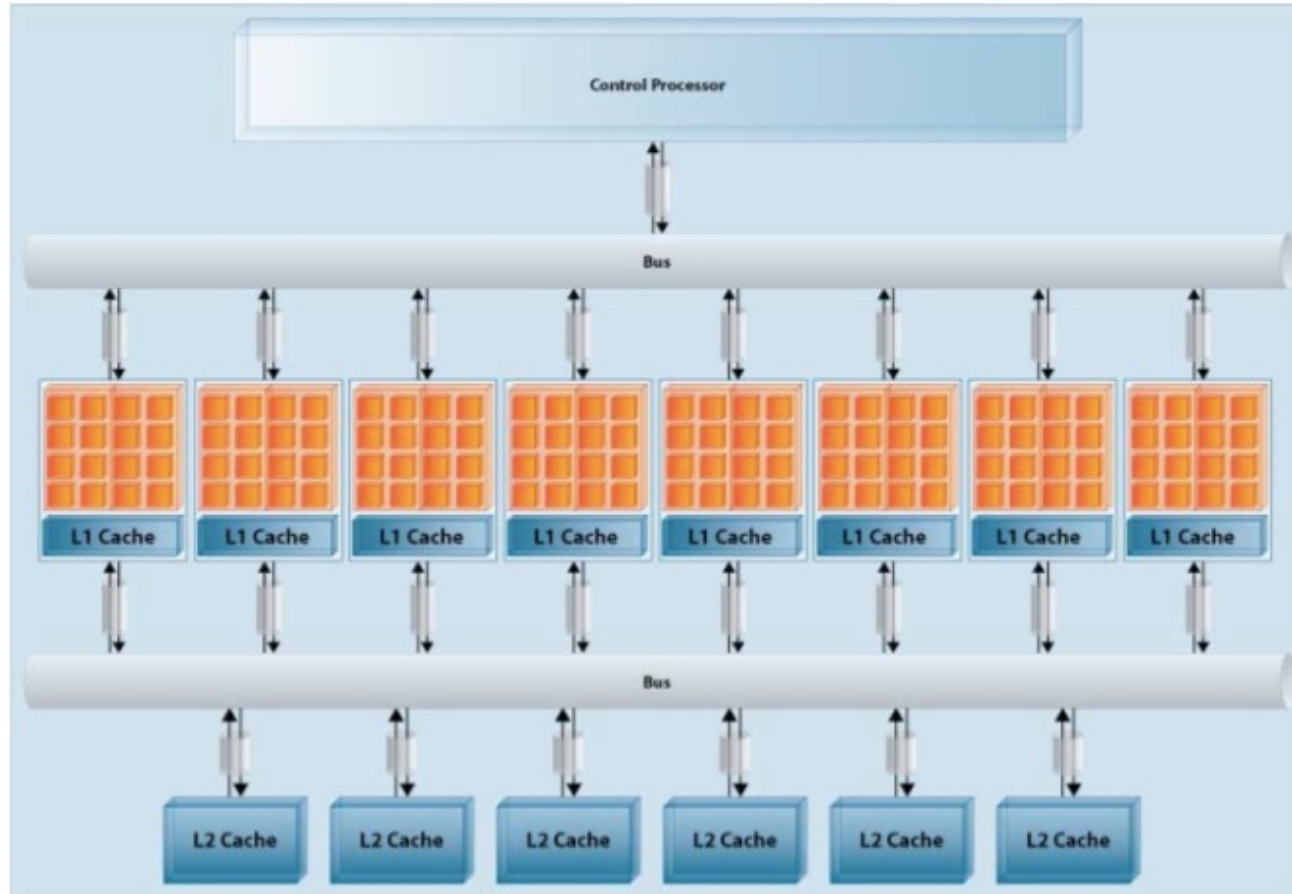 Control Processor
Bus
L1 Cache L1 Cache L1 Cache L1 Cache L1 Cache L1 Cache L1 Cache L1 Cache
Bus
L2 Cache L2 Cache L2 Cache L2 Cache L2 Cache L2 Cache